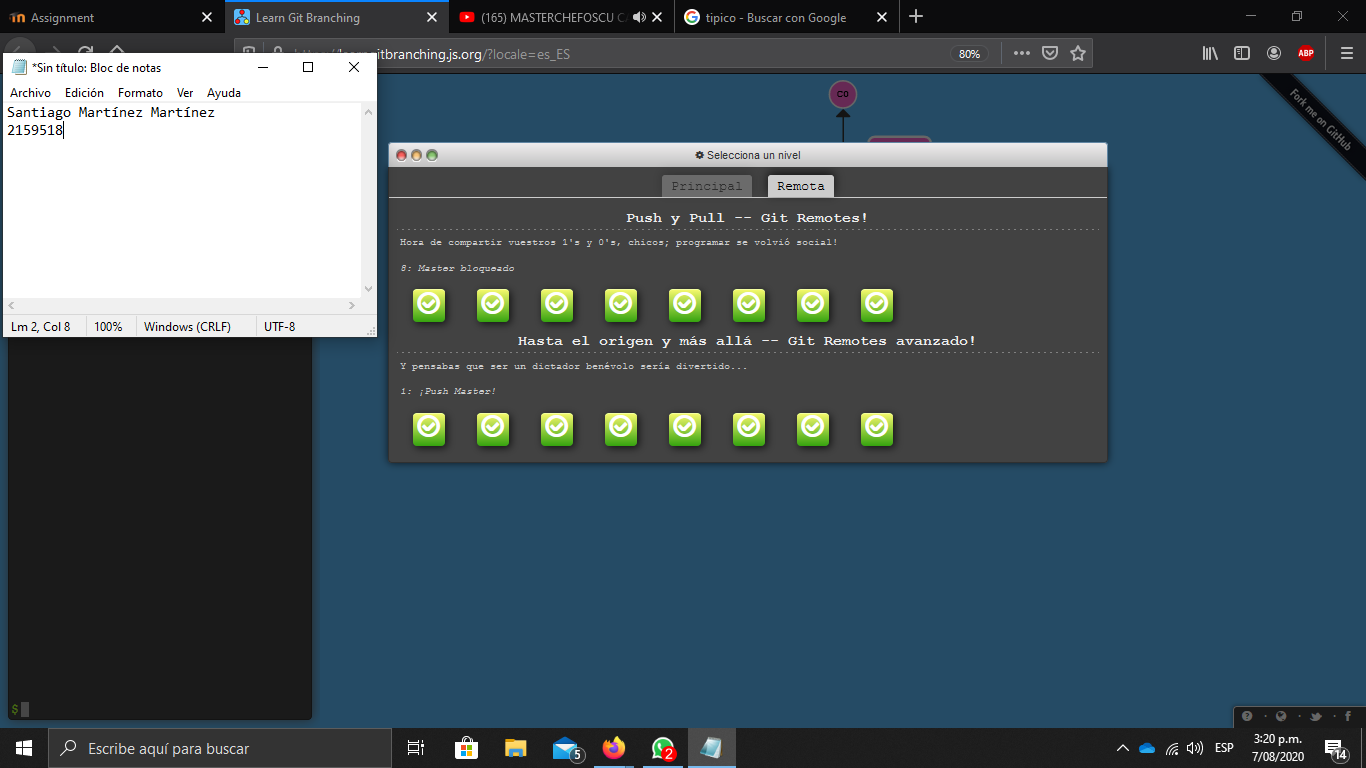 Assignment
Learn Git Branching
(165) MASTERCHEFOSCU
tipico - Buscar con Google
gitbranching.js.org/?locale=es_ES
80%
ABP
*Sin título: Bloc de notas
Archivo Edición Formato Ver Ayuda
Santiago Martínez Martínez
2159518
Lm 2, Col 8 100% Windows (CRLF) UTF-8
C0
Fork me on GitHub
Selecciona un nivel
Principal Remota
Push y Pull -- Git Remotes!
Hora de compartir vuestros 1's y 0's, chicos; programar se volvió social!
8: Master bloqueado
Hasta el origen y más allá -- Git Remotes avanzado!
Y pensabas que ser un dictador benévolo sería divertido...
1: ¡Push Master!
$
Escribe aquí para buscar
5
2
ESP
3:20 p.m.
7/08/2020
14